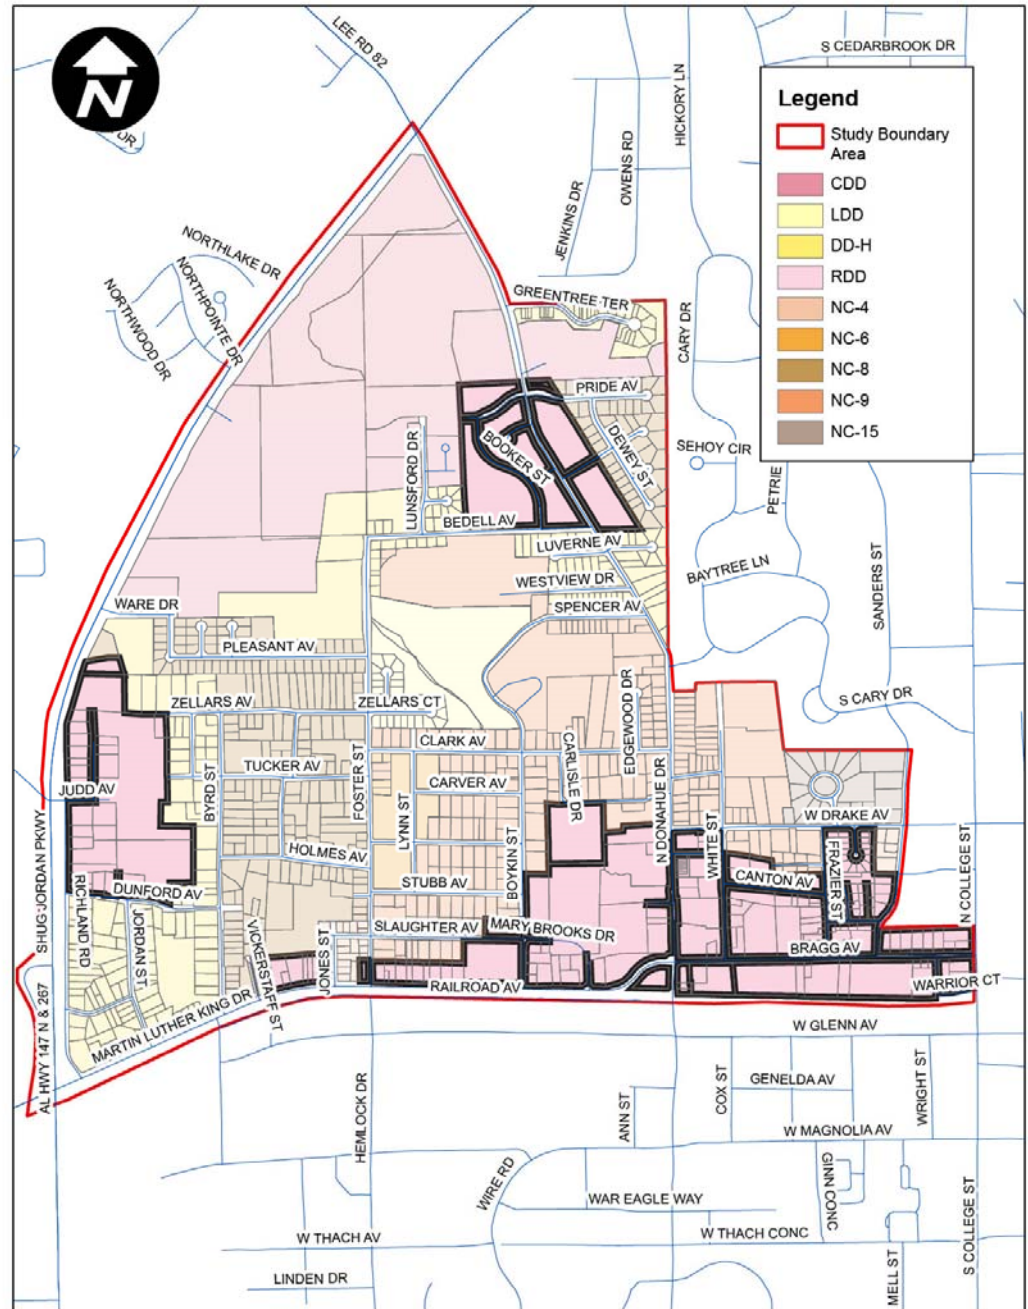 LEE RD 82
S CEDARBROOK DR
N
DR
HICKORY LN
OWENS RD
JENKINS DR
Legend
Study Boundary
Area
CDD
LDD
DD-H
RDD
NC-4
NC-6
NC-8
NC-9
NC-15
NORTHLAKE DR
NORTHPOINTE DR
NORTHWOOD DR
GREENTREE TER
CARY DR
PRIDE AV
DEWEY ST
BOOKER ST
LUNSFORD DR
SEHOY CIR
PETRIE
BEDELL AV
LUVERNE AV
WESTVIEW DR
SPENCER AV
BAYTREE LN
SANDERS ST
WARE DR
PLEASANT AV
ZELLARS AV
ZELLARS CT
S CARY DR
CLARK AV
CARLISLE DR
EDGEWOOD DR
TUCKER AV
BYRD ST
FOSTER ST
CARVER AV
LYNN ST
JUDD AV
N DONAHUE DR
WHITE ST
W DRAKE AV
BOYKIN ST
HOLMES AV
STUBB AV
FRAZIER ST
CANTON AV
N COLLEGE ST
SHUG JORDAN PKWY
DUNFORD AV
RICHLAND RD
JORDAN ST
VICKERSTAFF ST
JONES ST
SLAUGHTER AV
MARY BROOKS DR
BRAGG AV
RAILROAD AV
WARRIOR CT
MARTIN LUTHER KING DR
AL HWY 147 N & 267
W GLENN AV
HEMLOCK DR
ANN ST
COX ST
GENELDA AV
WRIGHT ST
W MAGNOLIA AV
WIRE RD
GINN CONC
WAR EAGLE WAY
W THACH AV
W THACH CONC
LINDEN DR
MELL ST
S COLLEGE ST